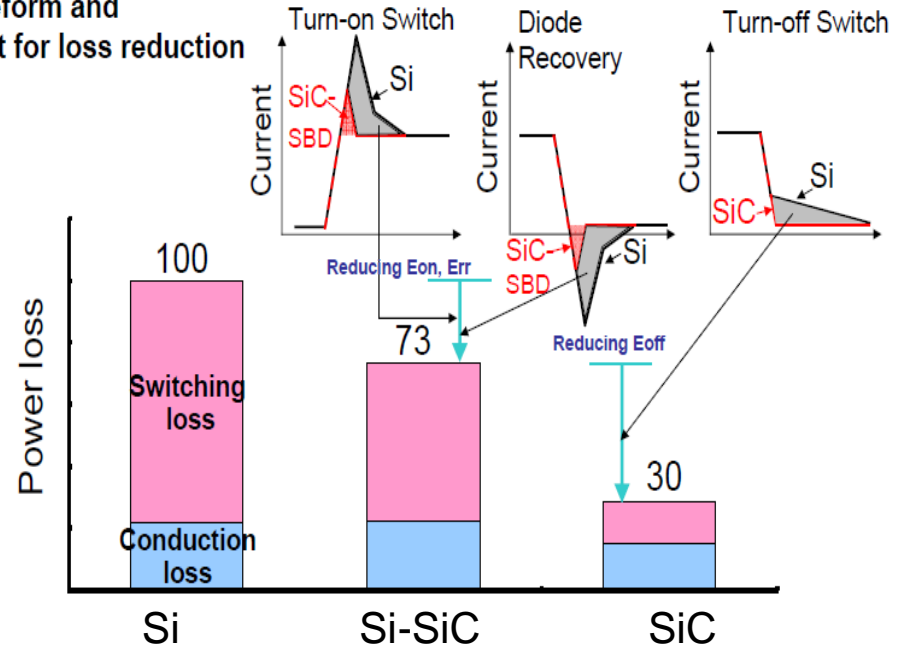 eform and
t for loss reduction
Turn-on Switch
Current
SiC-
SBD
Si
Diode
Recovery
Current
SiC-
SBD
Si
Turn-off Switch
Current
SiC
Si
Reducing Eon, Err
Reducing Eoff
Power loss
100
73
30
Switching
loss
Conduction
loss
Si
Si-SiC
SiC